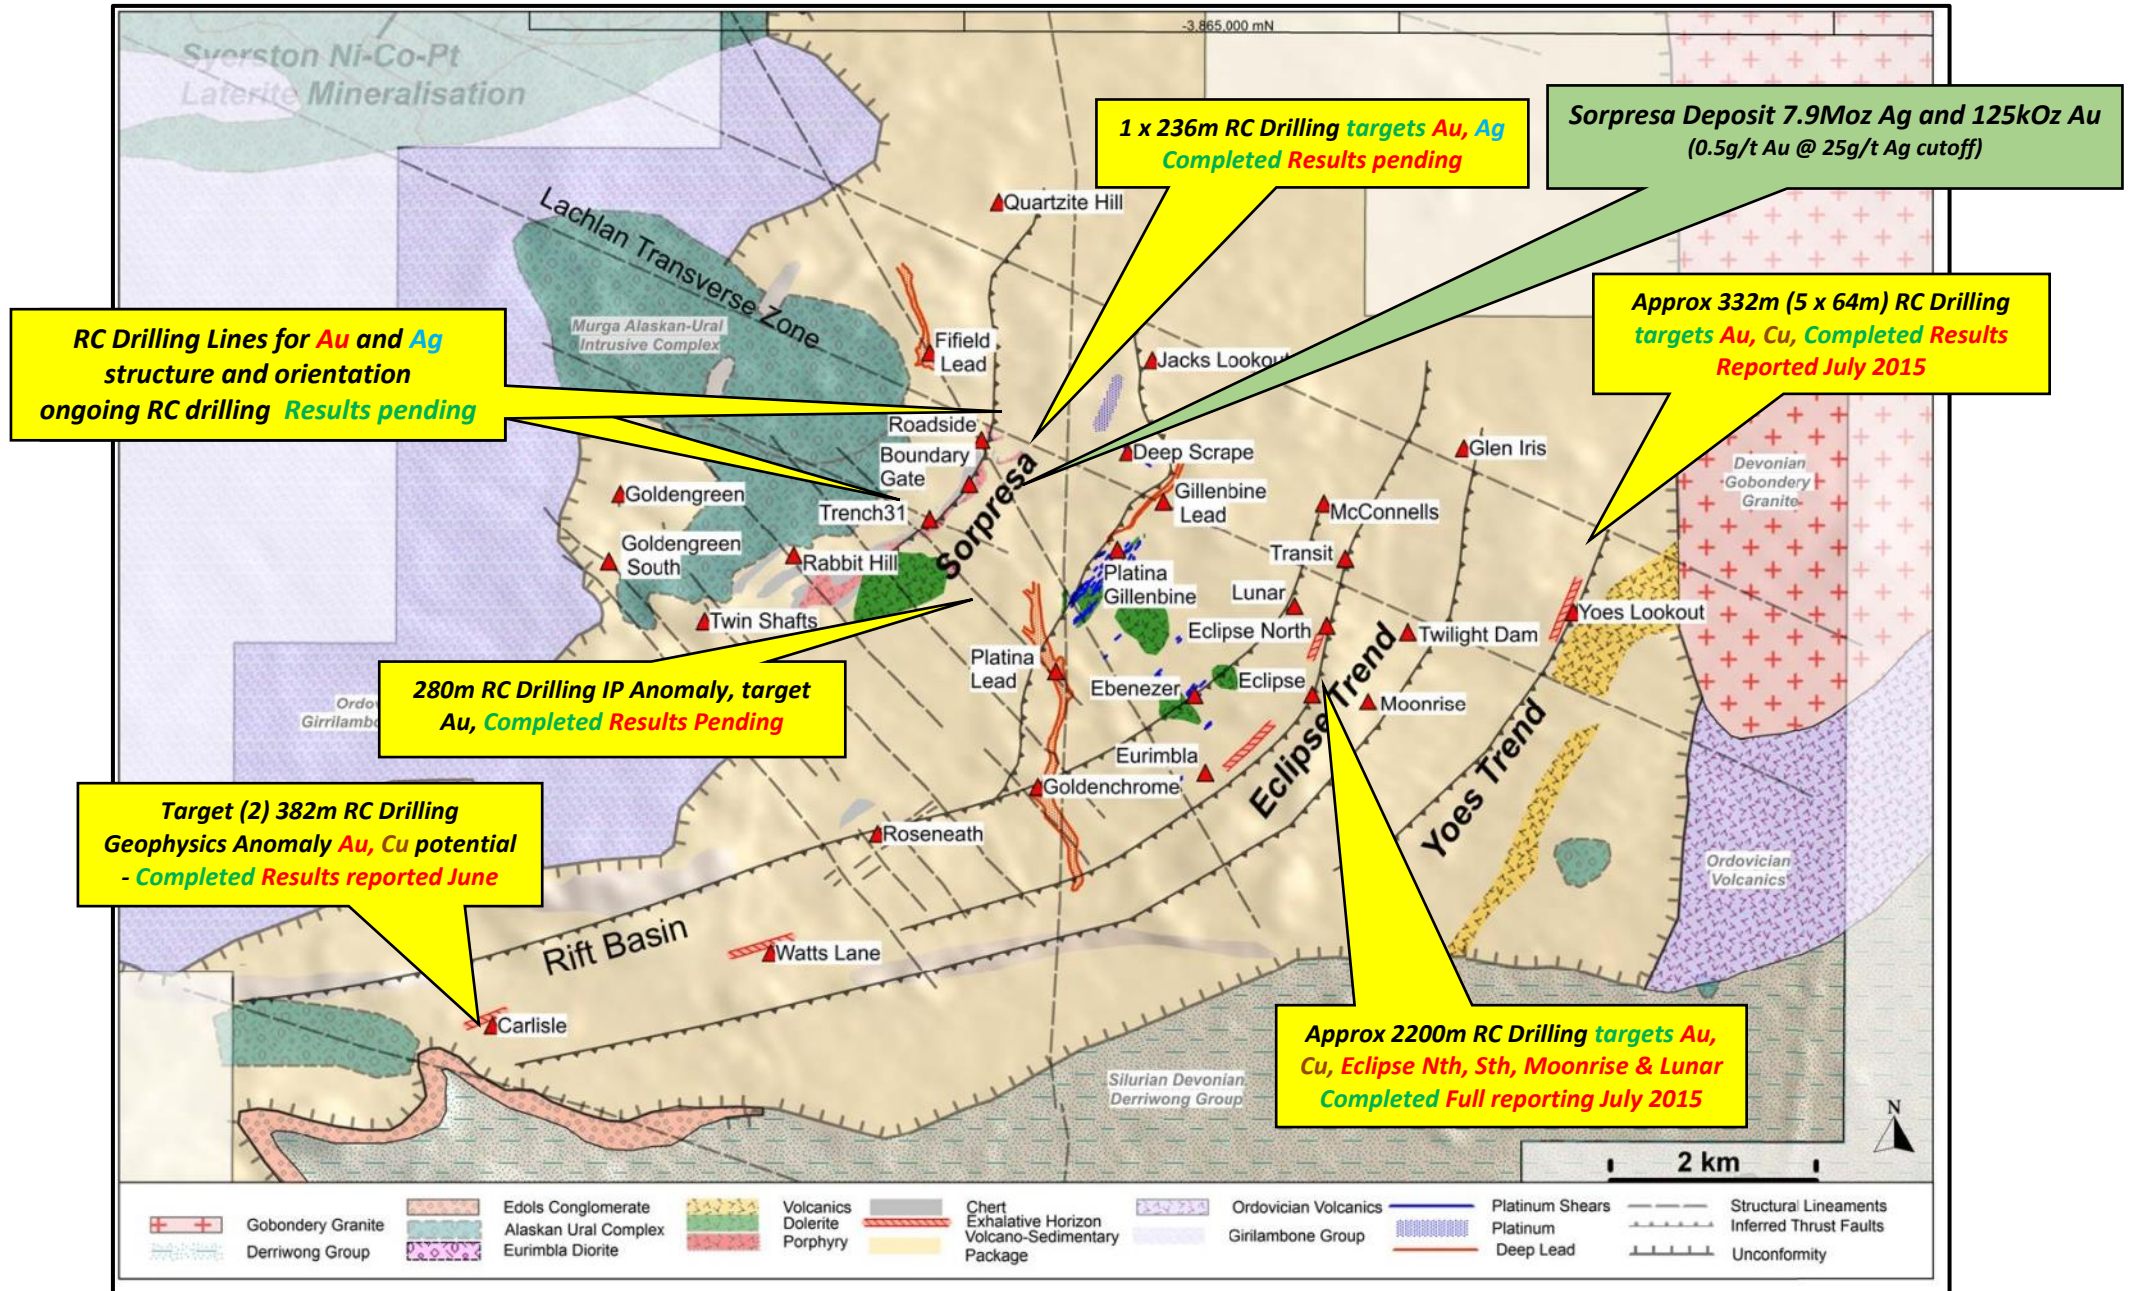 -3,865,000 mN
Syerston Ni-Co-Pt
Laterite Mineralisation
1 x 236m RC Drilling targets Au, Ag
Completed Results pending
Sorpresa Deposit 7.9Moz Ag and 125kOz Au
(0.5g/t Au @ 25g/t Ag cutoff)
Quartzite Hill
Lachlan Transverse Zone
Approx 332m (5 x 64m) RC Drilling
targets Au, Cu, Completed Results
Reported July 2015
RC Drilling Lines for Au and Ag
structure and orientation
ongoing RC drilling Results pending
Murga Alaskan-Ural
Intrusive Complex
Fifield
Lead
Jacks Lookout
Roadside
Boundary
Gate
Trench31
Sorpresa
Deep Scrape
Gillenbine
Lead
Glen Iris
Devonian
Gobondery
Granite
Goldengreen
Goldengreen
South
Rabbit Hill
Twin Shafts
McConnells
Transit
Platina
Gillenbine
Lunar
Eclipse North
Twilight Dam
Yoes Lookout
280m RC Drilling IP Anomaly, target
Au, Completed Results Pending
Platina
Lead
Ebenezer
Eclipse
Moonrise
Eclipse Trend
Yoes Trend
Eurimbla
Goldenchrome
Target (2) 382m RC Drilling
Geophysics Anomaly Au, Cu potential
- Completed Results reported June
Roseneath
Ordovician
Volcanics
Rift Basin
Watts Lane
Carlisle
Silurian Devonian
Derriwong Group
Approx 2200m RC Drilling targets Au,
Cu, Eclipse Nth, Sth, Moonrise & Lunar
Completed Full reporting July 2015
N
2 km
Gobondery Granite
Derriwong Group
Edols Conglomerate
Alaskan Ural Complex
Eurimbla Diorite
Volcanics
Dolerite
Porphyry
Chert
Exhalative Horizon
Volcano-Sedimentary
Package
Ordovician Volcanics
Girilambone Group
Platinum Shears
Platinum
Deep Lead
Structural Lineaments
Inferred Thrust Faults
Unconformity